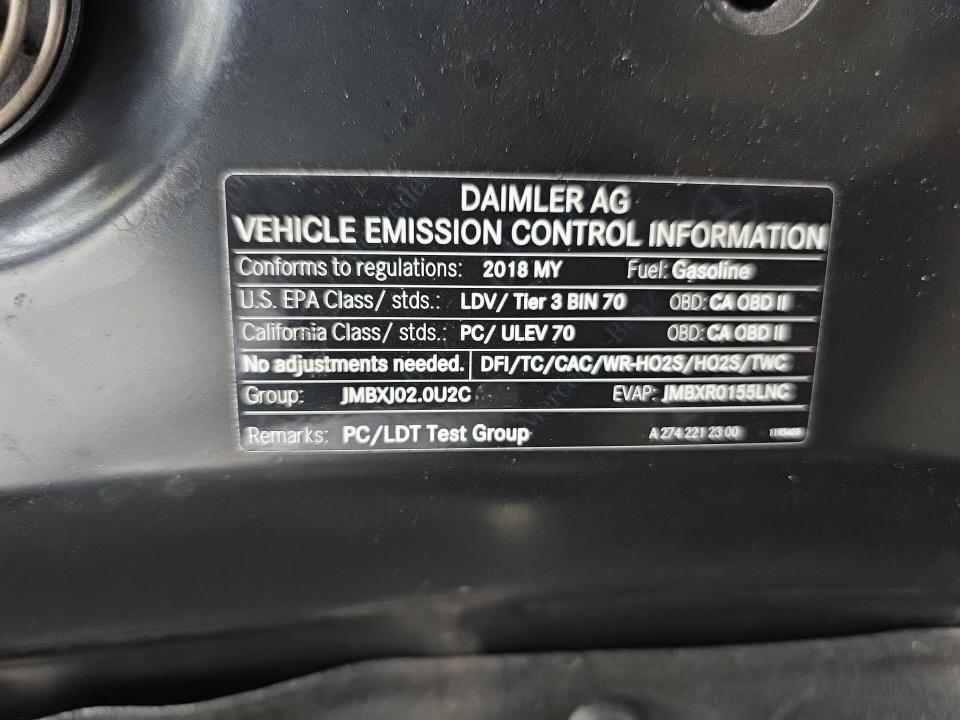 DAIMLER AG
VEHICLE EMISSION CONTROL INFORMATION
Conforms to regulations: 2018 MY Fuel: Gasoline
U.S. EPA Class/ stds.: LDV/ Tier 3 BIN 70 OBD: CA OBD II
California Class/ stds.: PC/ ULEV 70 OBD: CA OBD II
No adjustments needed. DFI/TC/CAC/WR-HO2S/HO2S/TWC
Group: JMBXJ02.0U2C EVAP: JMBXR0155LNC
Remarks: PC/LDT Test Group A 274 221 23 00